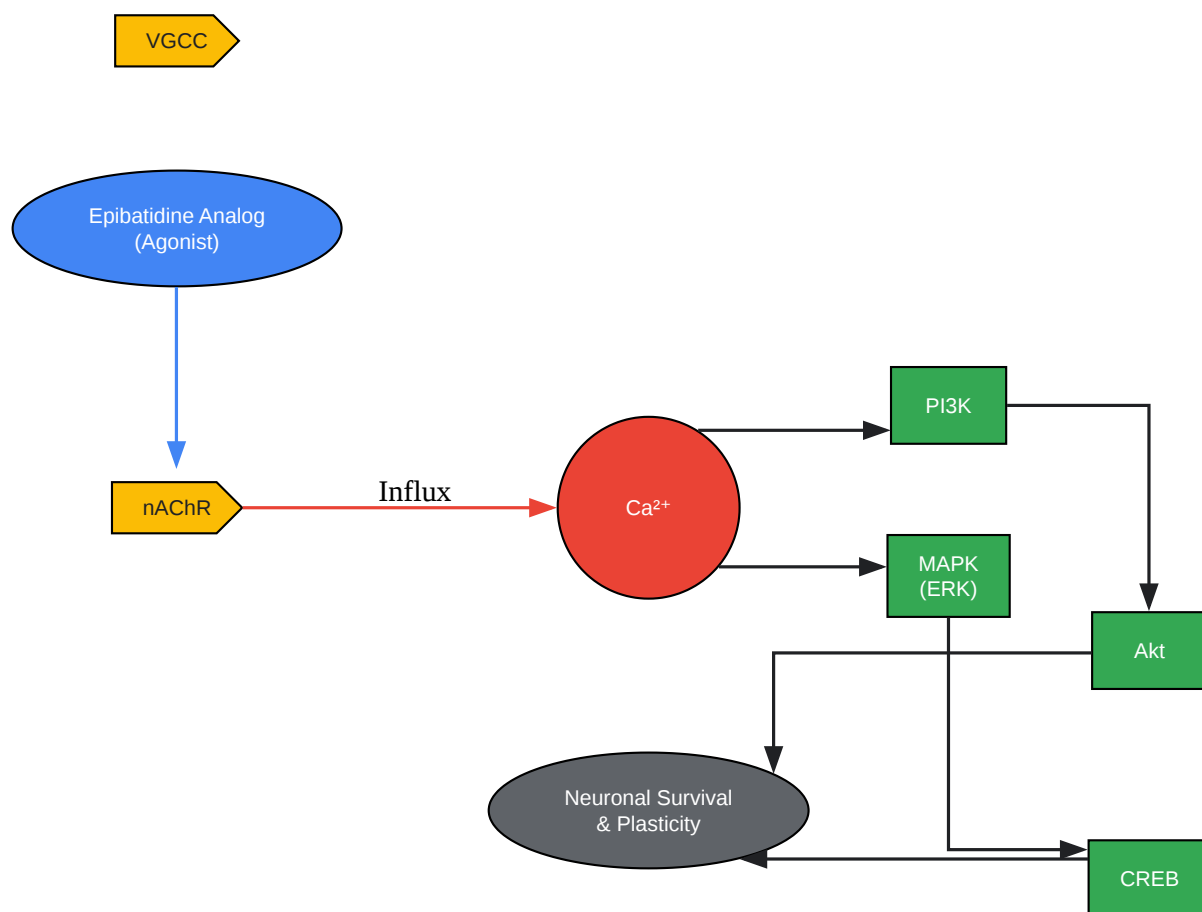 VGCC
Epibatidine Analog
(Agonist)
nAChR
Influx
Ca²⁺
PI3K
MAPK
(ERK)
Akt
Neuronal Survival
& Plasticity
CREB